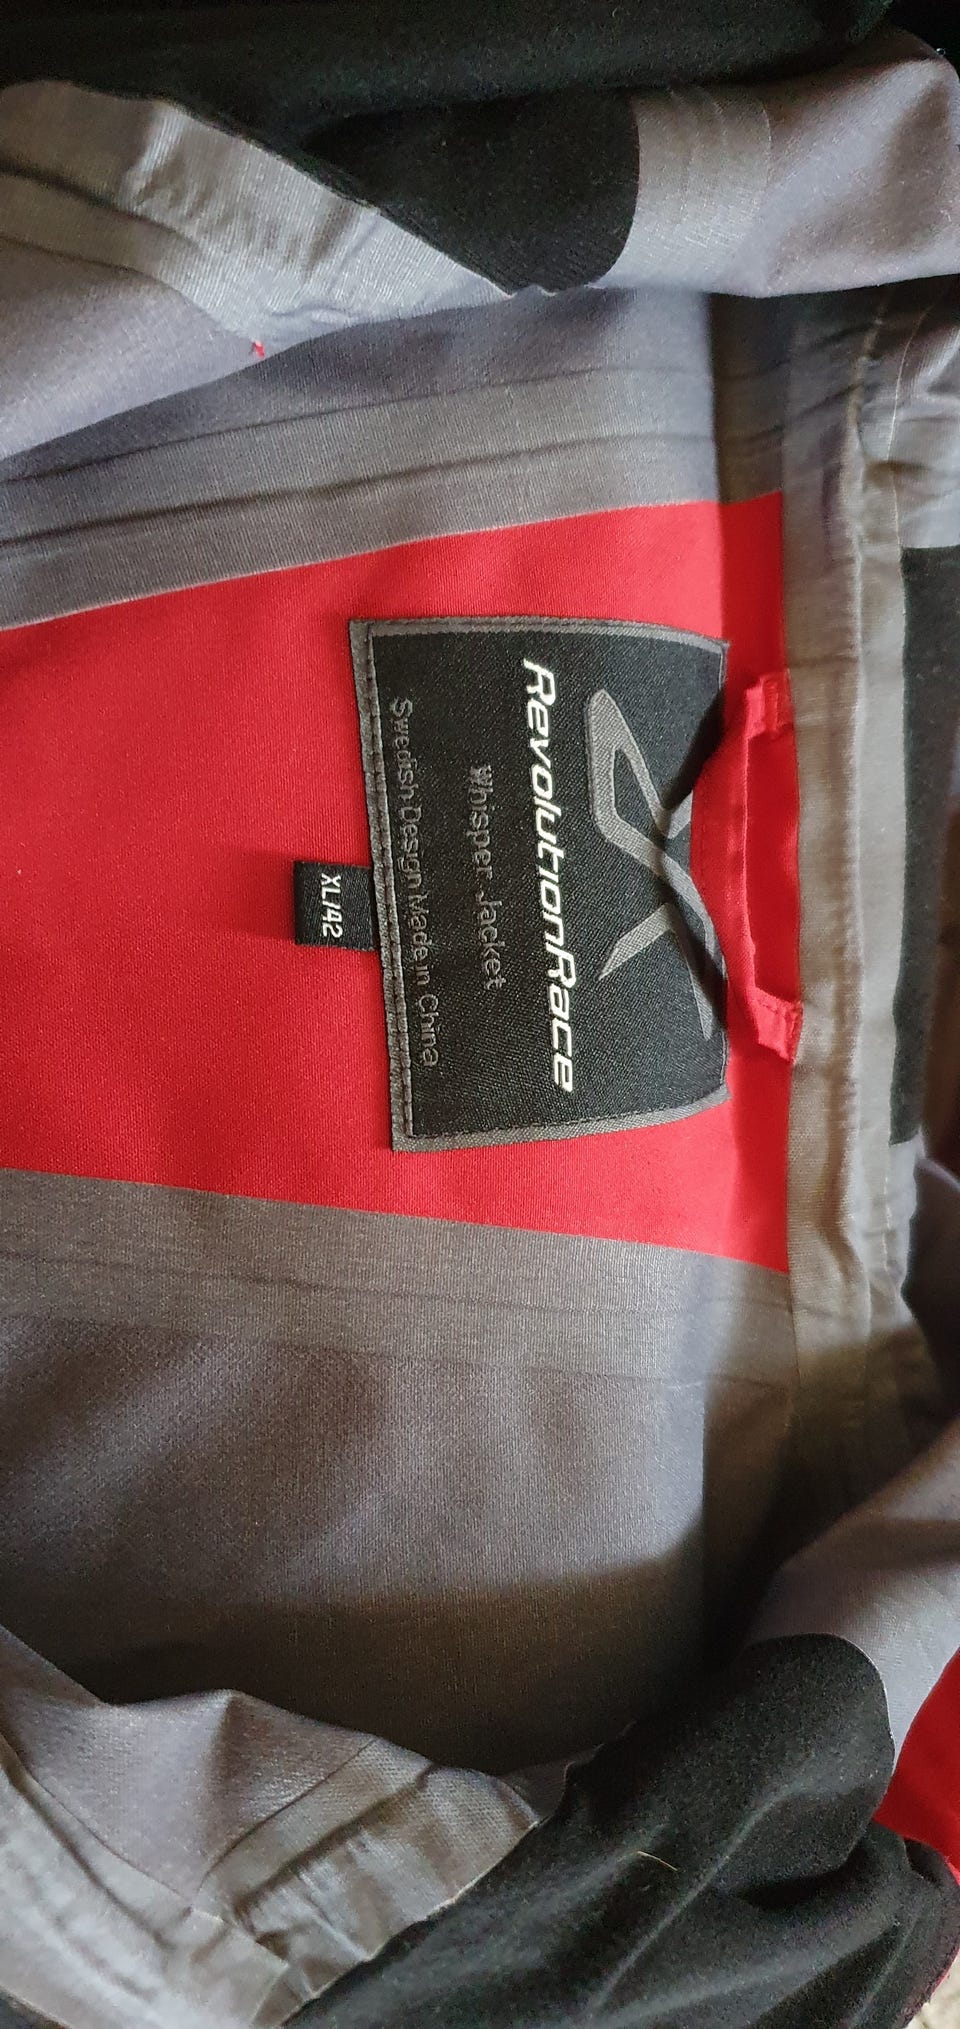 RevolutionRace
Whisper Jacket
Swedish Design Made in China
XL/42